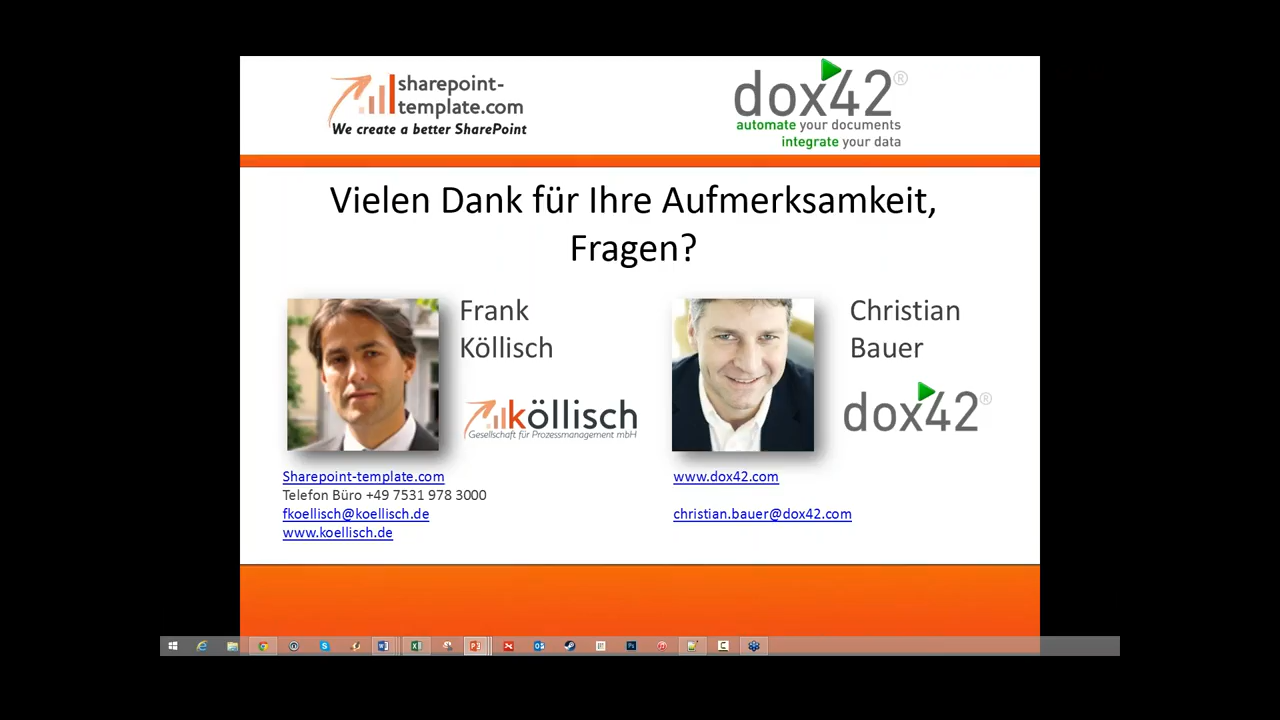 sharepoint-
template.com
We create a better SharePoint
dox42®
automate your documents
integrate your data
Vielen Dank für Ihre Aufmerksamkeit,
Fragen?
Frank
Köllisch
köllisch
Gesellschaft für Prozessmanagement mbH
Sharepoint-template.com
Telefon Büro +49 7531 978 3000
fkoellisch@koellisch.de
www.koellisch.de
Christian
Bauer
dox42®
www.dox42.com
christian.bauer@dox42.com